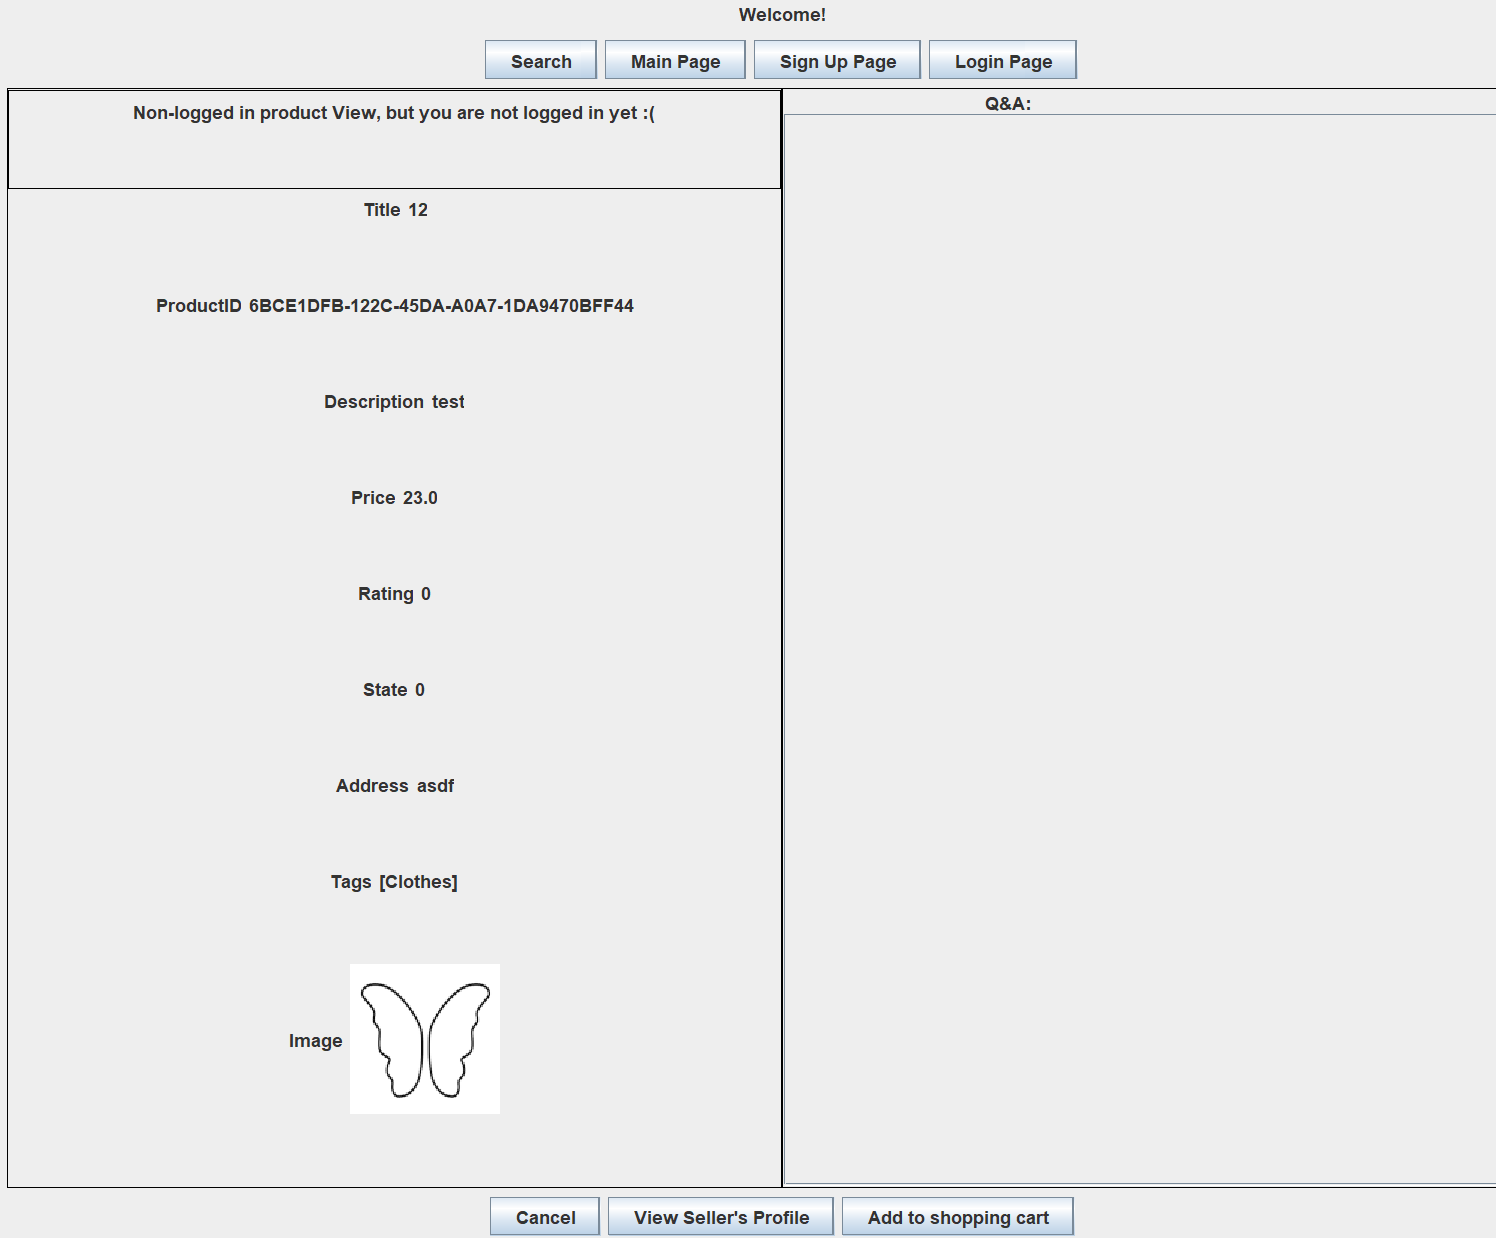 Welcome!
Search Main Page Sign Up Page Login Page
Non-logged in product View, but you are not logged in yet :(
Title 12
ProductID 6BCE1DFB-122C-45DA-A0A7-1DA9470BFF44
Description test
Price 23.0
Rating 0
State 0
Address asdf
Tags [Clothes]
Image
Q&A:
Cancel View Seller's Profile Add to shopping cart